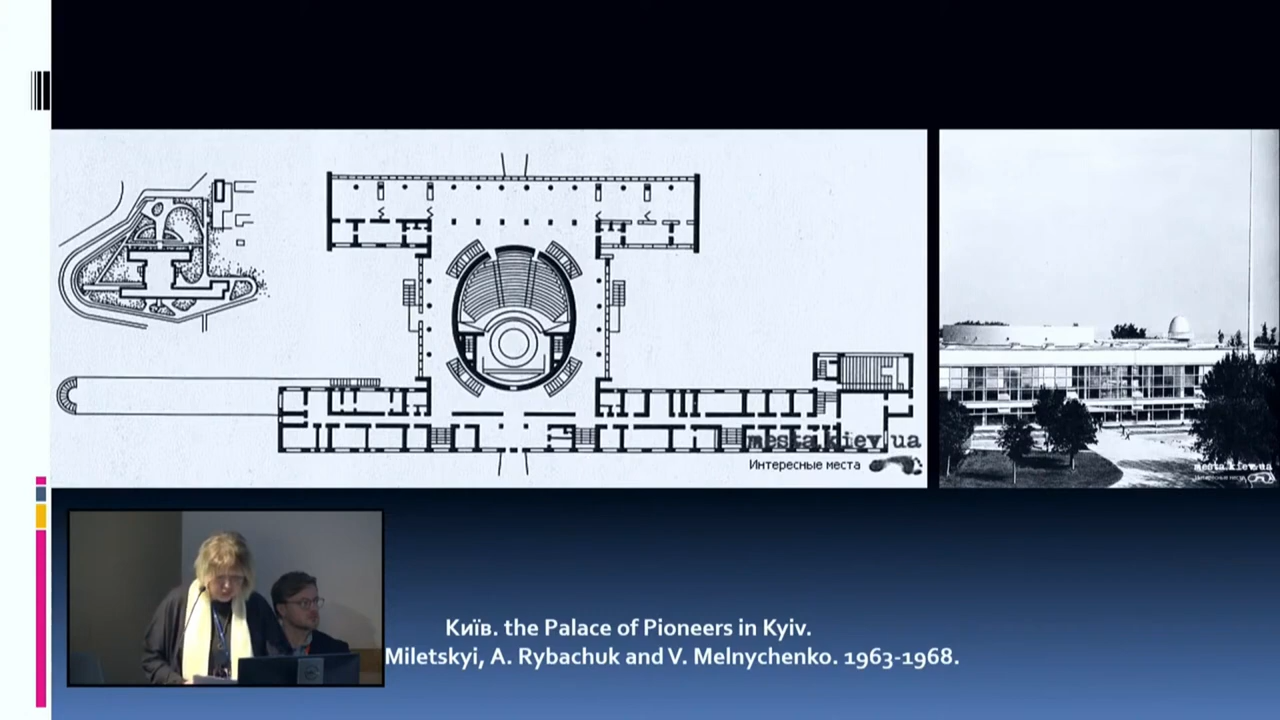 mesta.kiev.ua
Интересные места
mesta.kiev.ua
Київ. the Palace of Pioneers in Kyiv.
Miletskyi, A. Rybachuk and V. Melnychenko. 1963-1968.